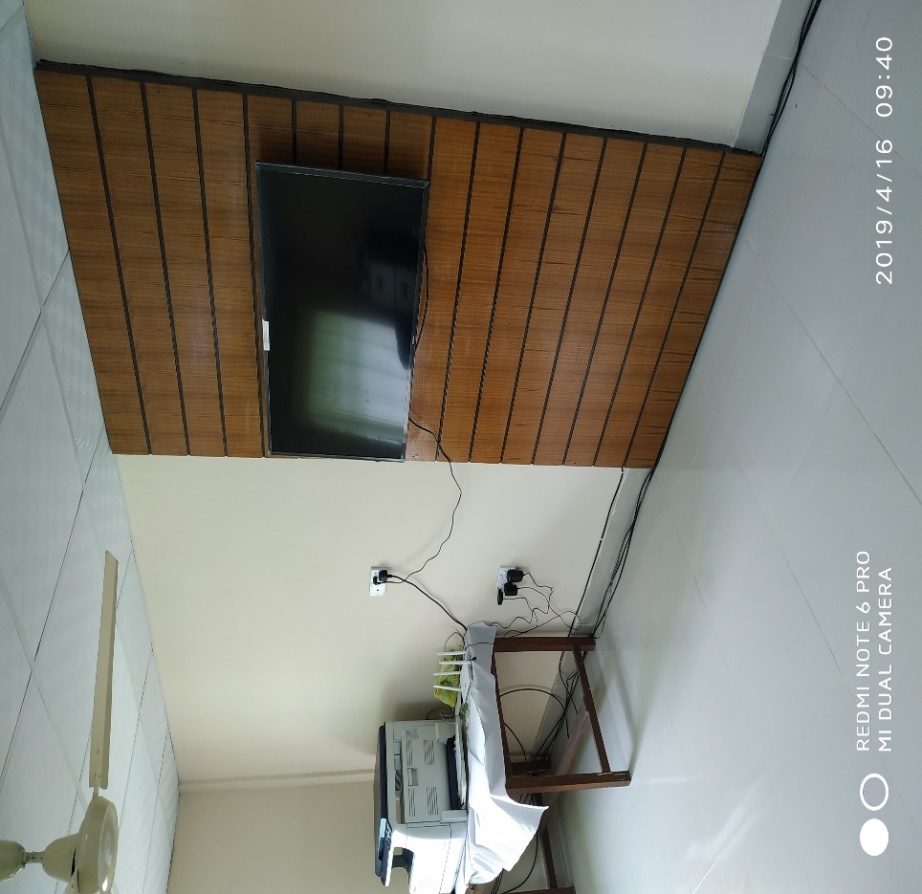 REDMI NOTE 6 PRO
MI DUAL CAMERA
2019/4/16 09:40